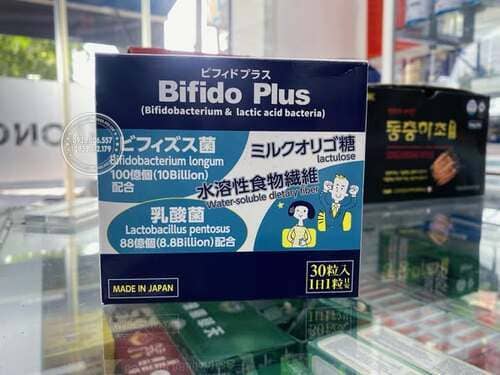 ビフィドプラス
Bifido Plus
(Bifidobacterium & lactic acid bacteria)
ビフィズス菌
Bifidobacterium longum
100億個(10Billion)
配合
ミルクオリゴ糖
lactulose
水溶性食物繊維
Water-soluble dietary fiber
乳酸菌
Lactobacillus pentosus
88億個(8.8Billion)配合
30粒入
1日1粒目安
MADE IN JAPAN
동충하초